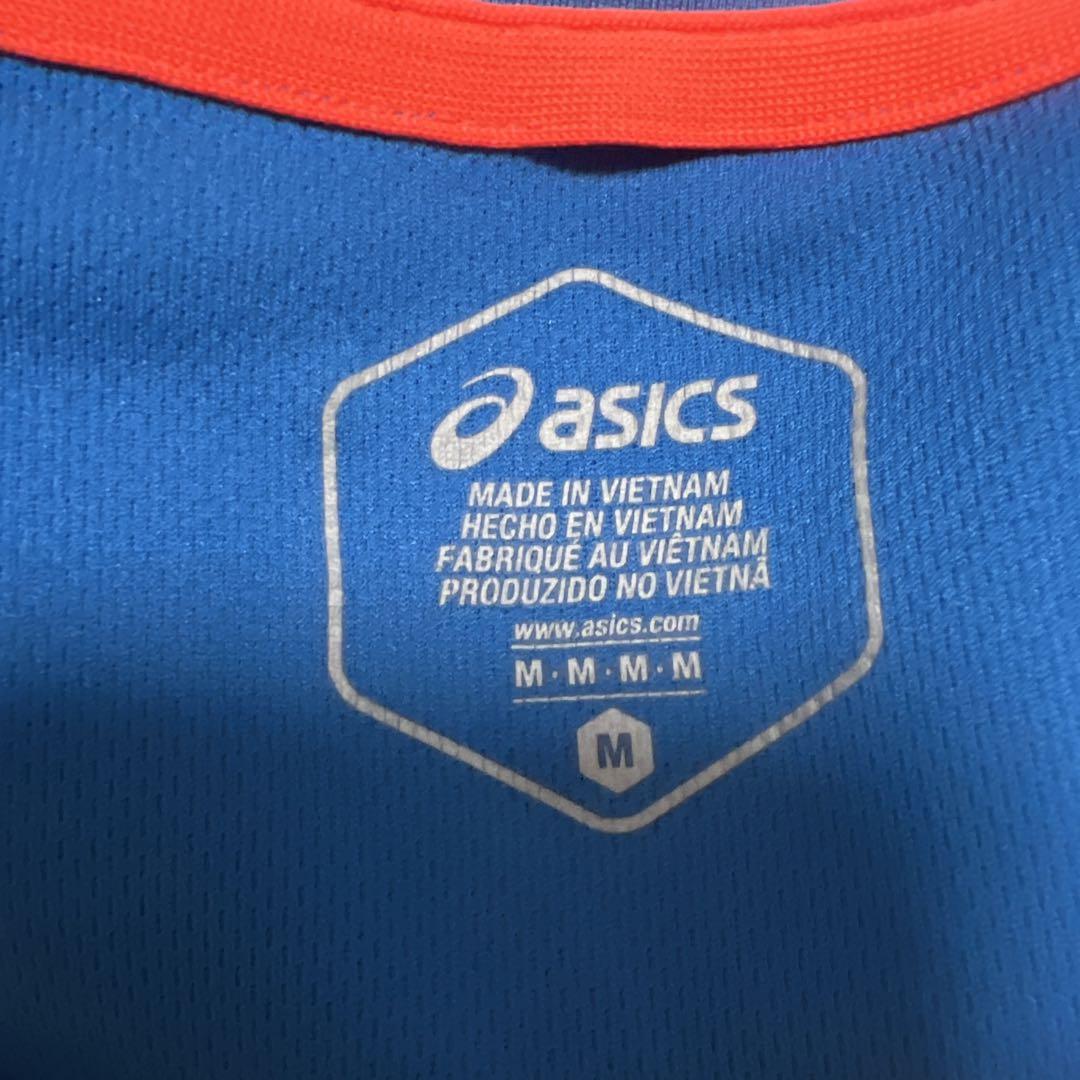 asics
MADE IN VIETNAM
HECHO EN VIETNAM
FABRIQUÉ AU VIÊTNAM
PRODUZIDO NO VIETNÃ
www.asics.com
M · M · M · M
M